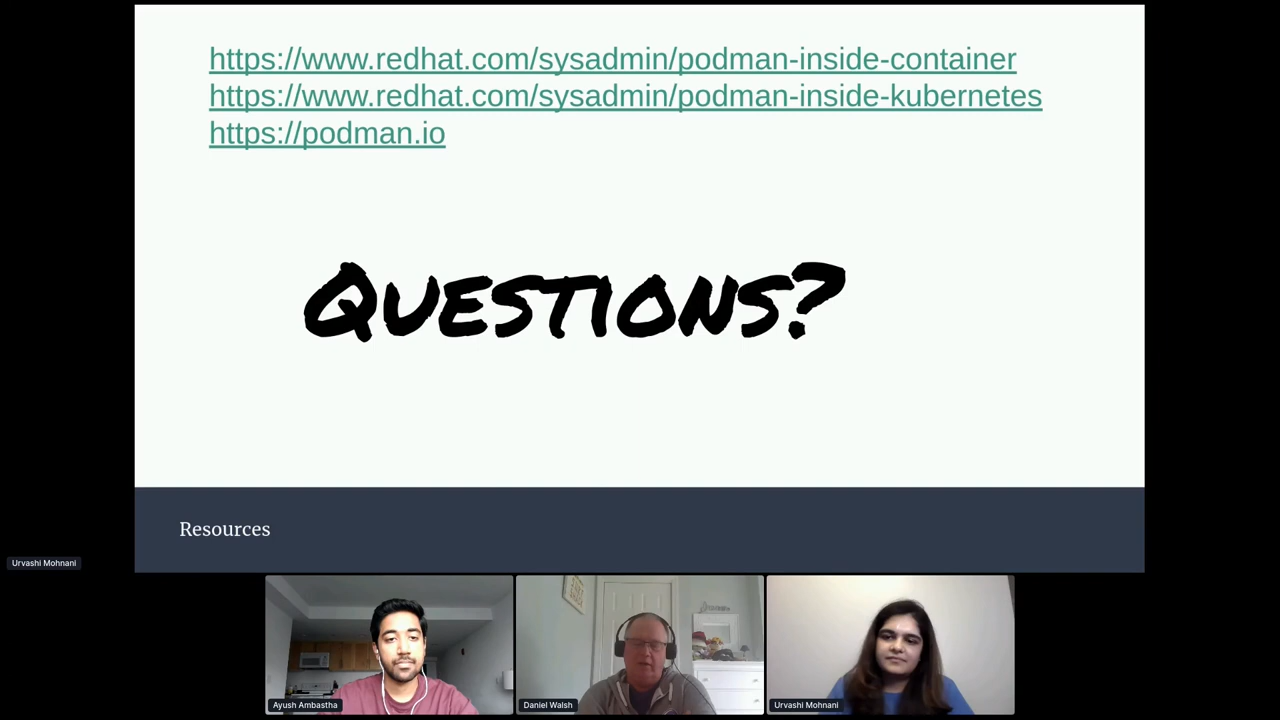 https://www.redhat.com/sysadmin/podman-inside-container
https://www.redhat.com/sysadmin/podman-inside-kubernetes
https://podman.io
QUESTIONS?
Resources
Urvashi Mohnani
Ayush Ambastha
Daniel Walsh
Urvashi Mohnani